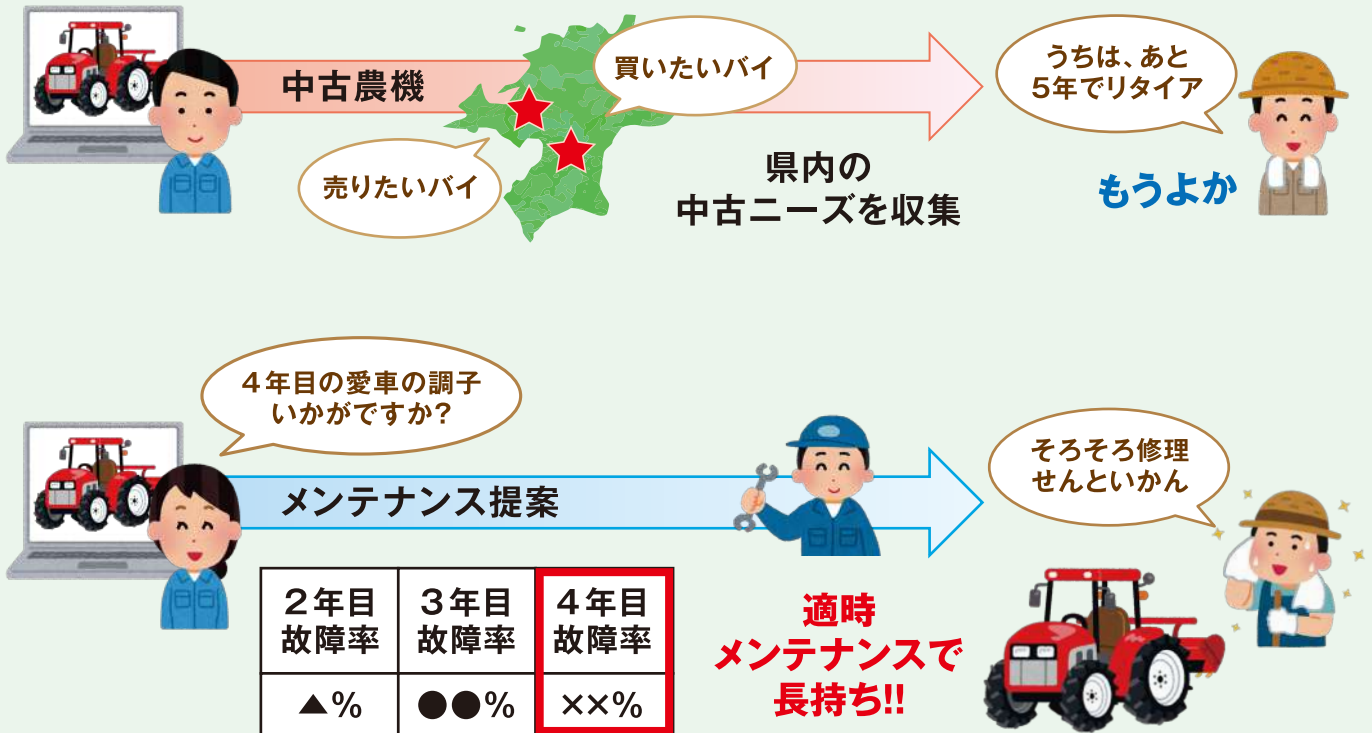 中古農機
買いたいバイ
売りたいバイ
県内の
中古ニーズを収集
うちは、あと
5年でリタイア
もうよか
4年目の愛車の調子
いかがですか?
メンテナンス提案
そろそろ修理
せんといかん
2年目 3年目 4年目
故障率 故障率 故障率
▲% ●●% ××%
適時
メンテナンスで
長持ち!!